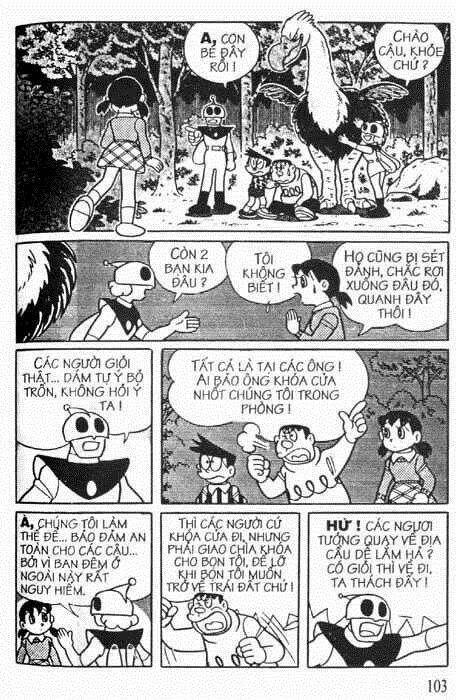 À, CON
BÉ ĐÂY
RỒI !
CHÀO
CẬU, KHỎE
CHỨ ?
CÒN 2
BẠN KIA
ĐÂU ?
TÔI
KHÔNG
BIẾT !
HỌ CŨNG BỊ SÉT
ĐÁNH, CHẮC RƠI
XUỐNG ĐÂU ĐÓ,
QUANH ĐÂY
THÔI !
CÁC NGƯỜI GIỎI
THẬT... DÁM TỰ Ý BỎ
TRỐN, KHÔNG HỎI Ý
TA !
TẤT CẢ LÀ TẠI CÁC ÔNG !
AI BẢO ÔNG KHÓA CỬA
NHỐT CHÚNG TÔI TRONG
PHÒNG !
À, CHÚNG TÔI LÀM
THẾ ĐỂ... BẢO ĐẢM AN
TOÀN CHO CÁC CẬU...
BỞI VÌ BAN ĐÊM Ở
NGOÀI NÀY RẤT
NGUY HIỂM.
THÌ CÁC NGƯỜI CỨ
KHÓA CỬA ĐI, NHƯNG
PHẢI GIAO CHÌA KHÓA
CHO BỌN TÔI, ĐỂ LỠ
KHI BỌN TÔI MUỐN
TRỞ VỀ TRÁI ĐẤT CHỨ !
HỪ ! CÁC NGƯƠI
TƯỞNG QUAY VỀ ĐỊA
CẦU DỄ LẮM HẢ ?
CÓ GIỎI THÌ VỀ ĐI,
TA THÁCH ĐẤY !
103